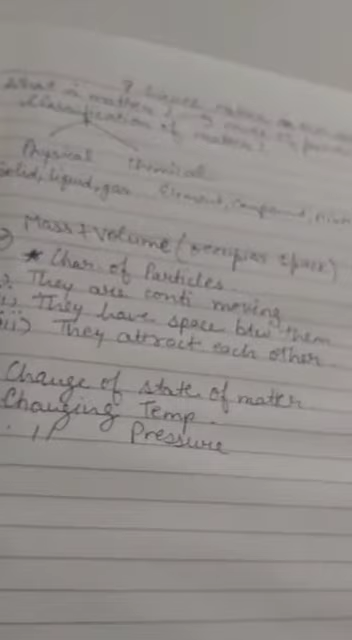 What is matter? is made
Classification of matter?
Physical Chemical
solid, liquid, gas Element, compound,
Mass + volume (occupies space)
* Char. of Particles
They are conti moving
They have space btw them
iii) They attract each other.
Change of state of matter
Changing Temp.
" Pressure